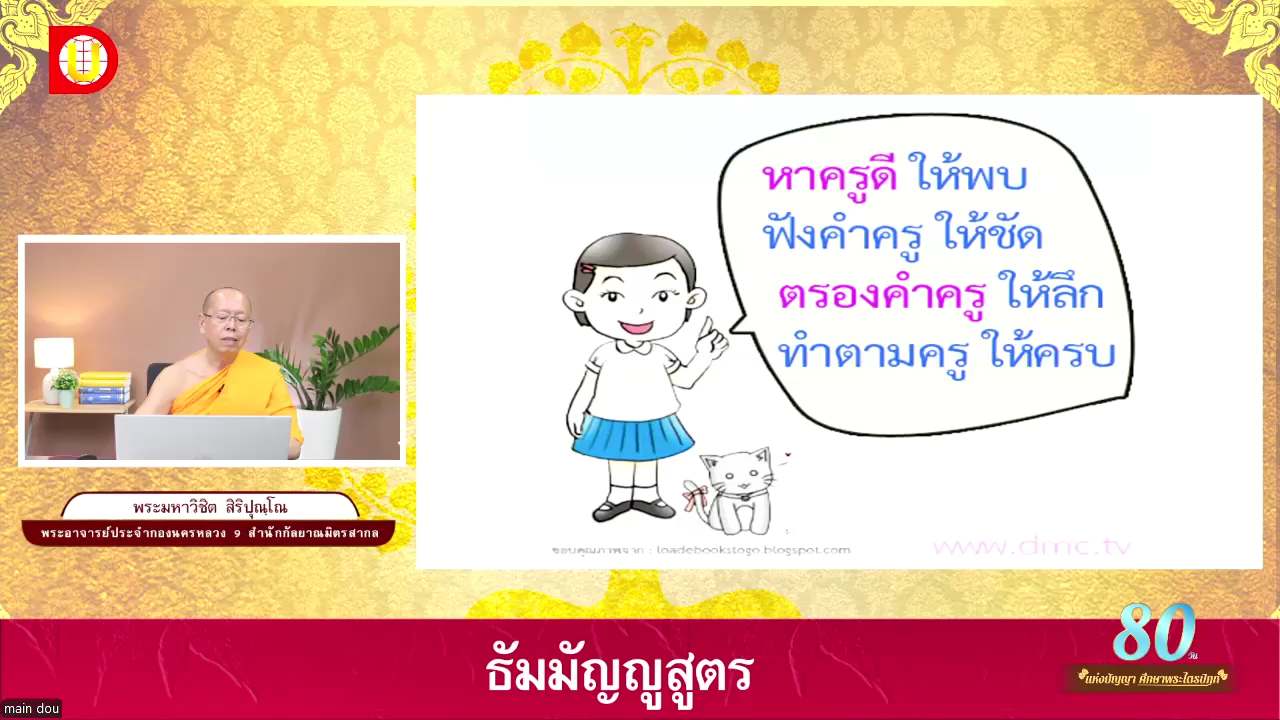 หาครูดี ให้พบ
ฟังคำครู ให้ชัด
ตรองคำครู ให้ลึก
ทำตามครู ให้ครบ
ขอบคุณภาพจาก : loadebookstogo.blogspot.com
www.dmc.tv
พระมหาวิชิต สิริปุณฺโณ
พระอาจารย์ประจำกองนครหลวง 9 สำนักกัลยาณมิตรสากล
ธัมมัญญูสูตร
80
วัน
แห่งปัญญา ศึกษาพระไตรปิฎก
main dou